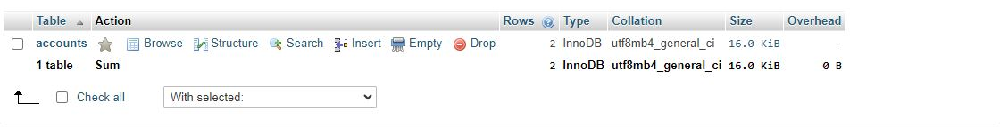 Table Action Rows Type Collation Size Overhead
accounts Browse Structure Search Insert Empty Drop 2 InnoDB utf8mb4_general_ci 16.0 KiB -
1 table Sum 2 InnoDB utf8mb4_general_ci 16.0 KiB 0 B
Check all With selected: